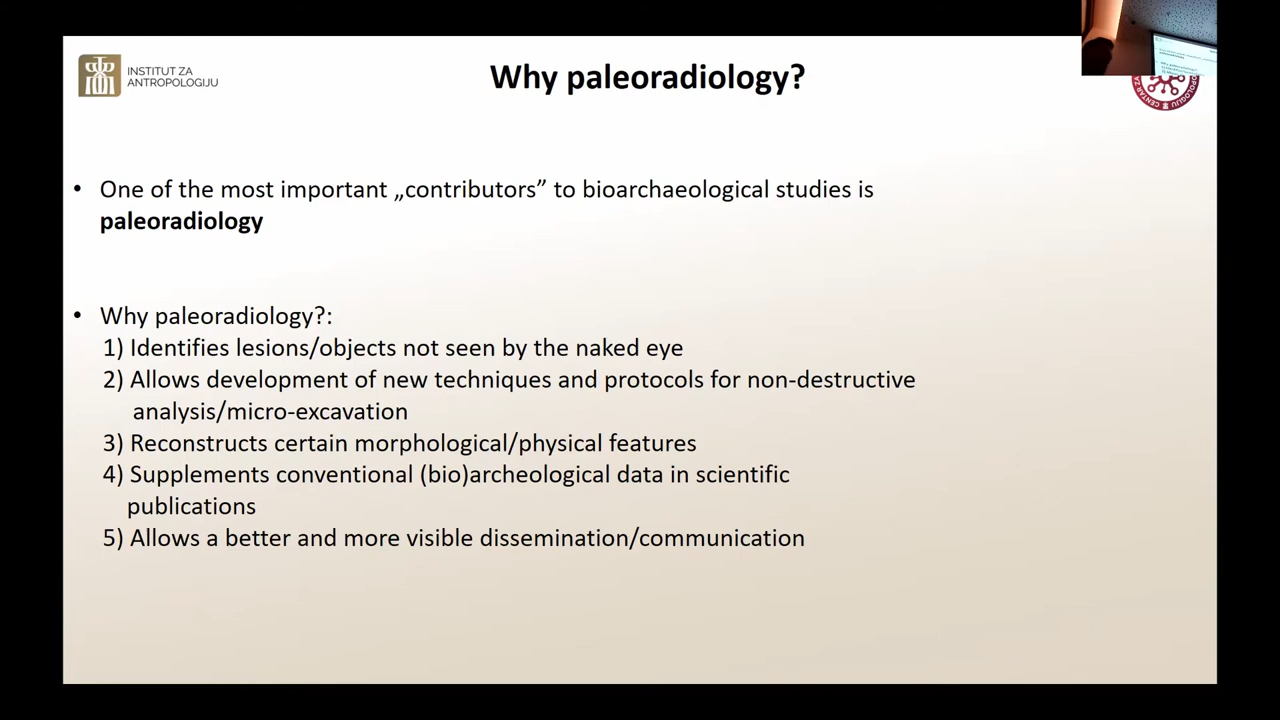 INSTITUT ZA
ANTROPOLOGIJU
Why paleoradiology?
• One of the most important „contributors” to bioarchaeological studies is
paleoradiology
• Why paleoradiology?:
1) Identifies lesions/objects not seen by the naked eye
2) Allows development of new techniques and protocols for non-destructive
analysis/micro-excavation
3) Reconstructs certain morphological/physical features
4) Supplements conventional (bio)archeological data in scientific
publications
5) Allows a better and more visible dissemination/communication